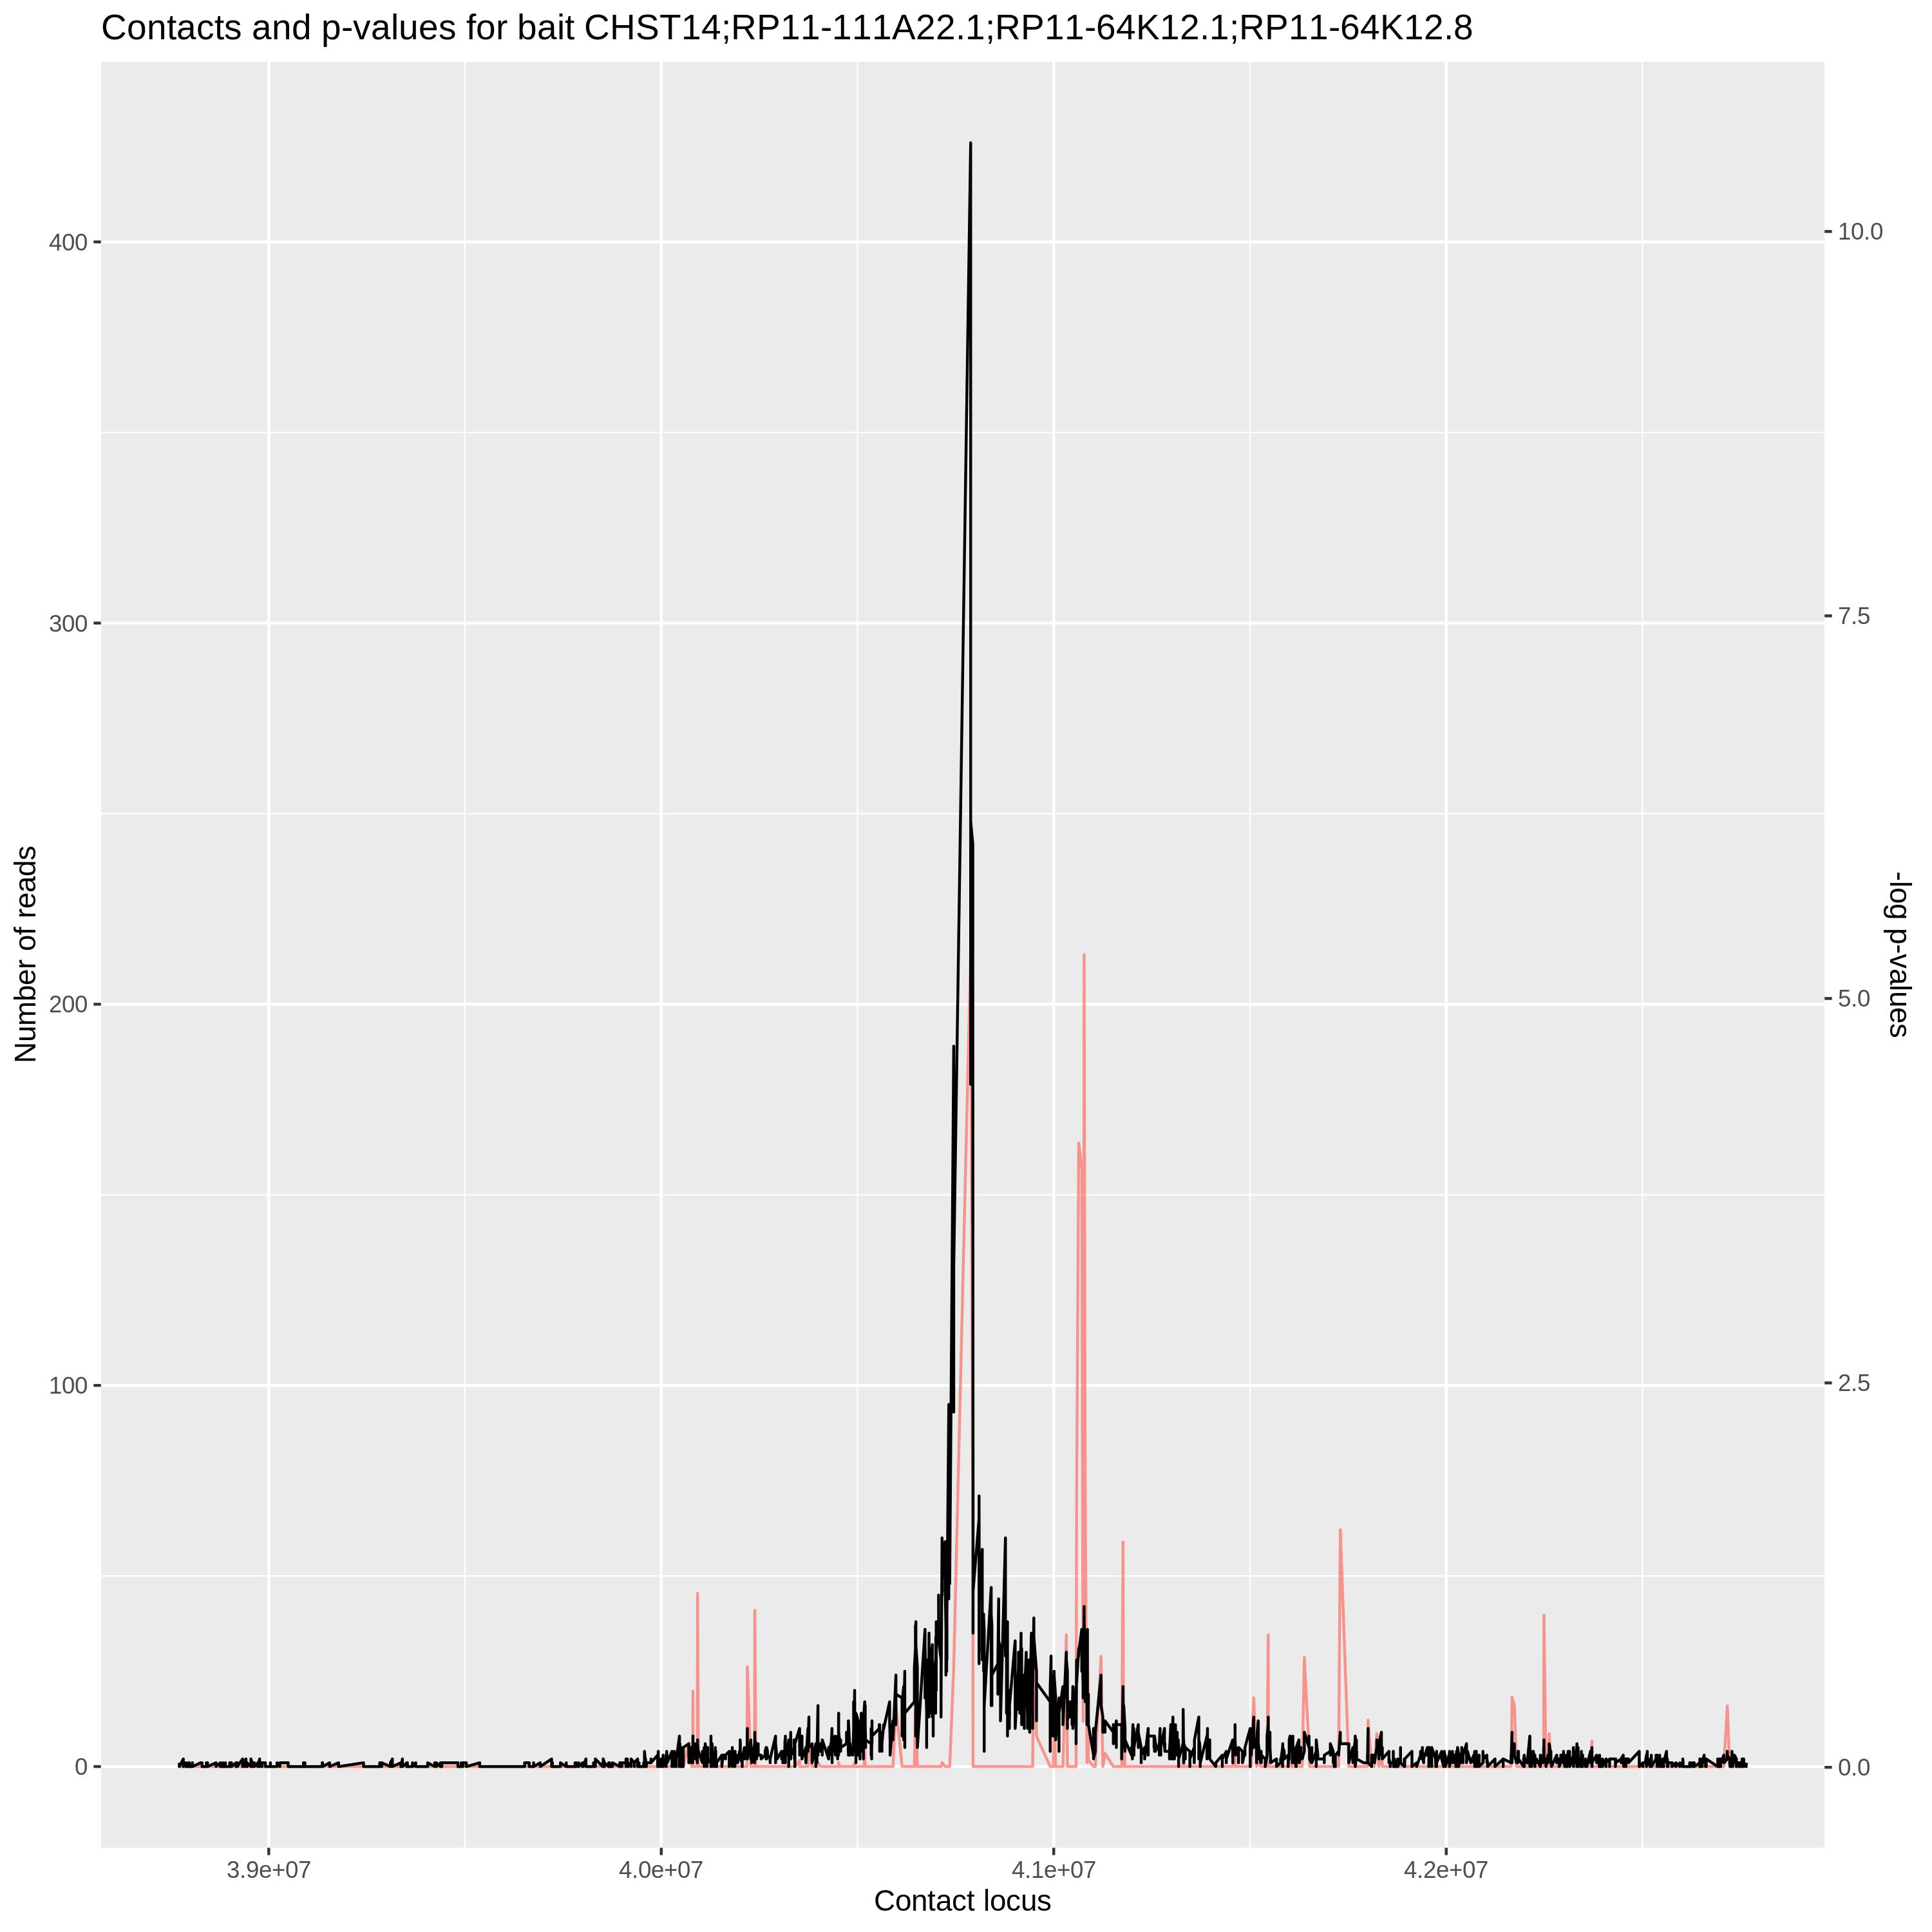 Contacts and p-values for bait CHST14;RP11-111A22.1;RP11-64K12.1;RP11-64K12.8
400
300
200
100
0
Number of reads
10.0
7.5
5.0
2.5
0.0
-log p-values
3.9e+07
4.0e+07
4.1e+07
4.2e+07
Contact locus